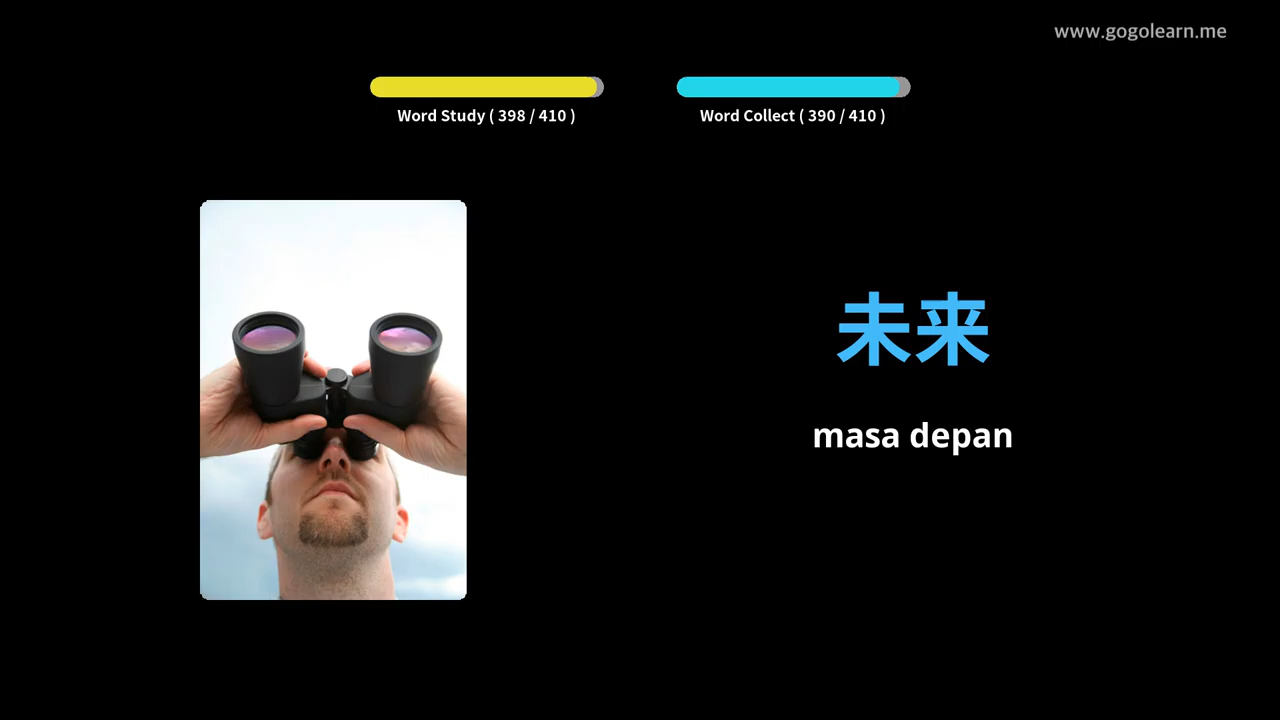 www.gogolearn.me
Word Study ( 398 / 410 )
Word Collect ( 390 / 410 )
未来
masa depan